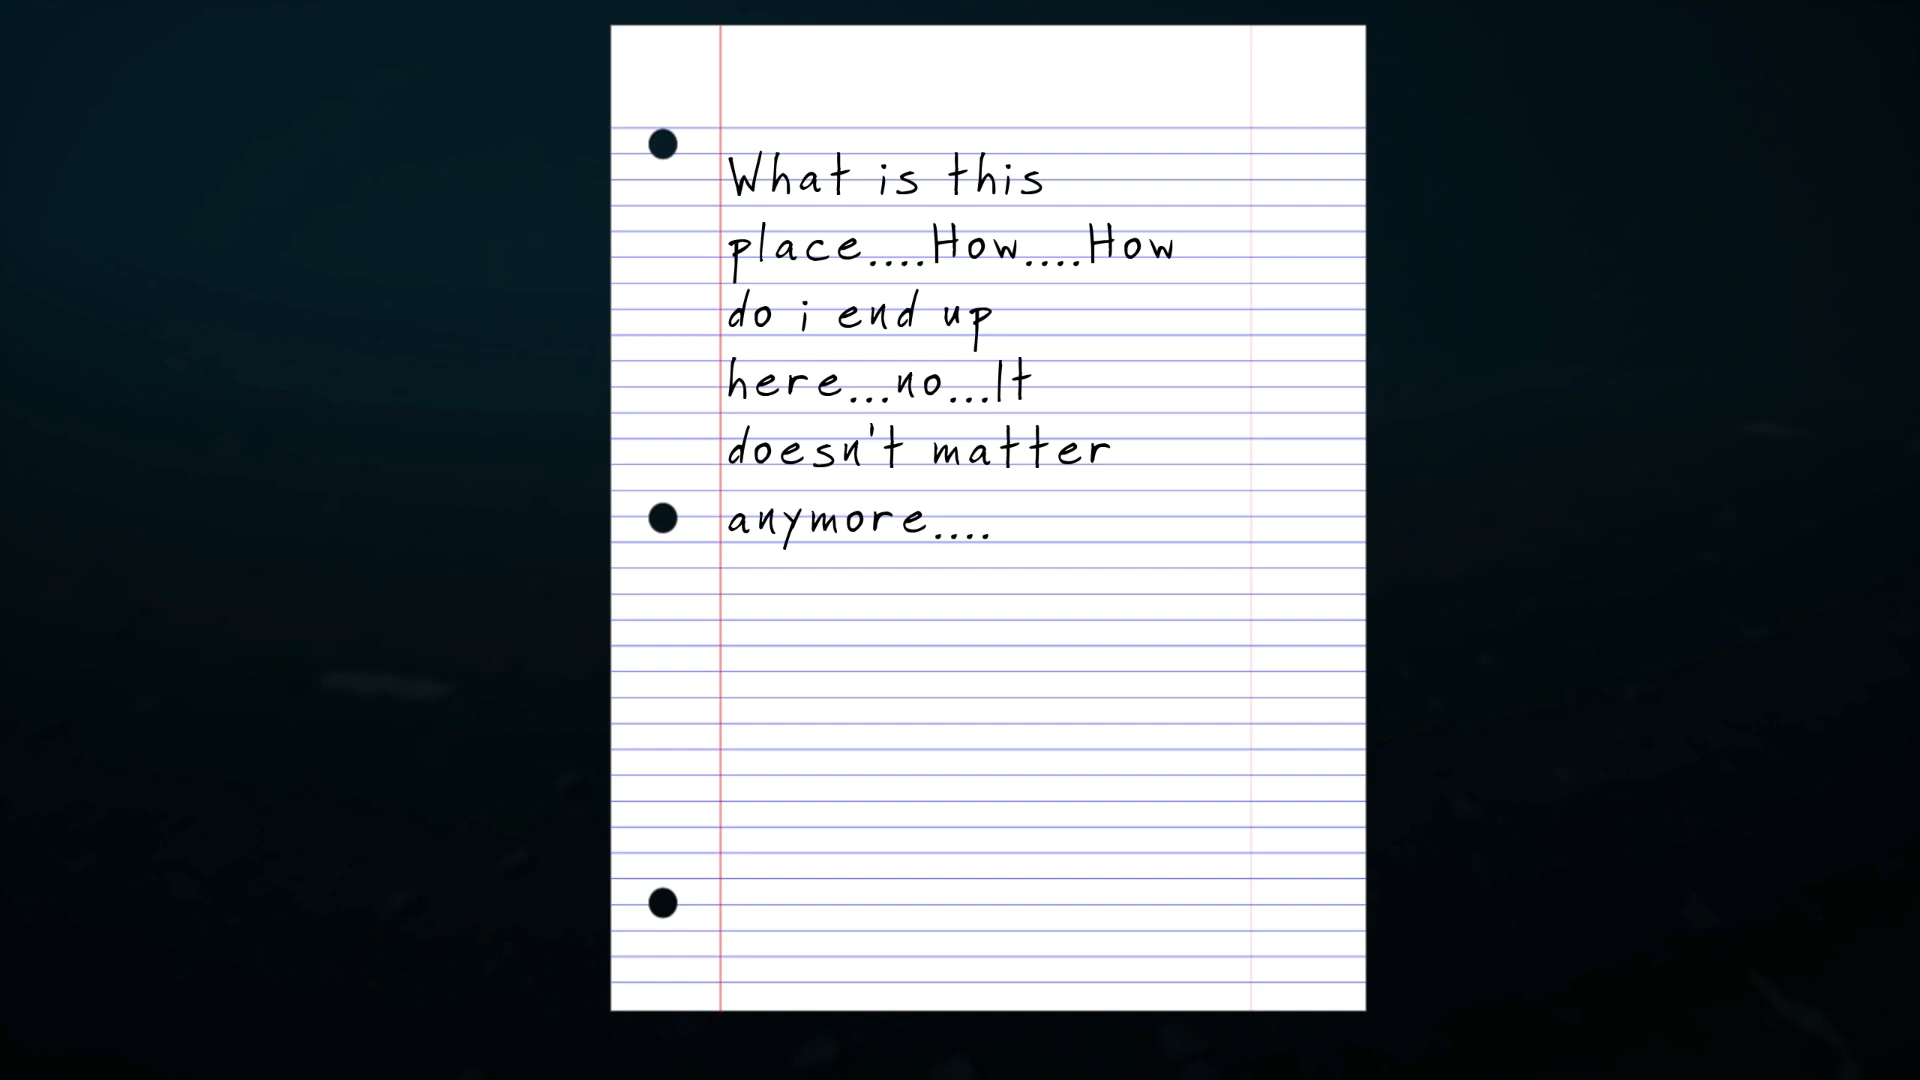 What is this
place....How....How
do i end up
here...no...It
doesn't matter
anymore....